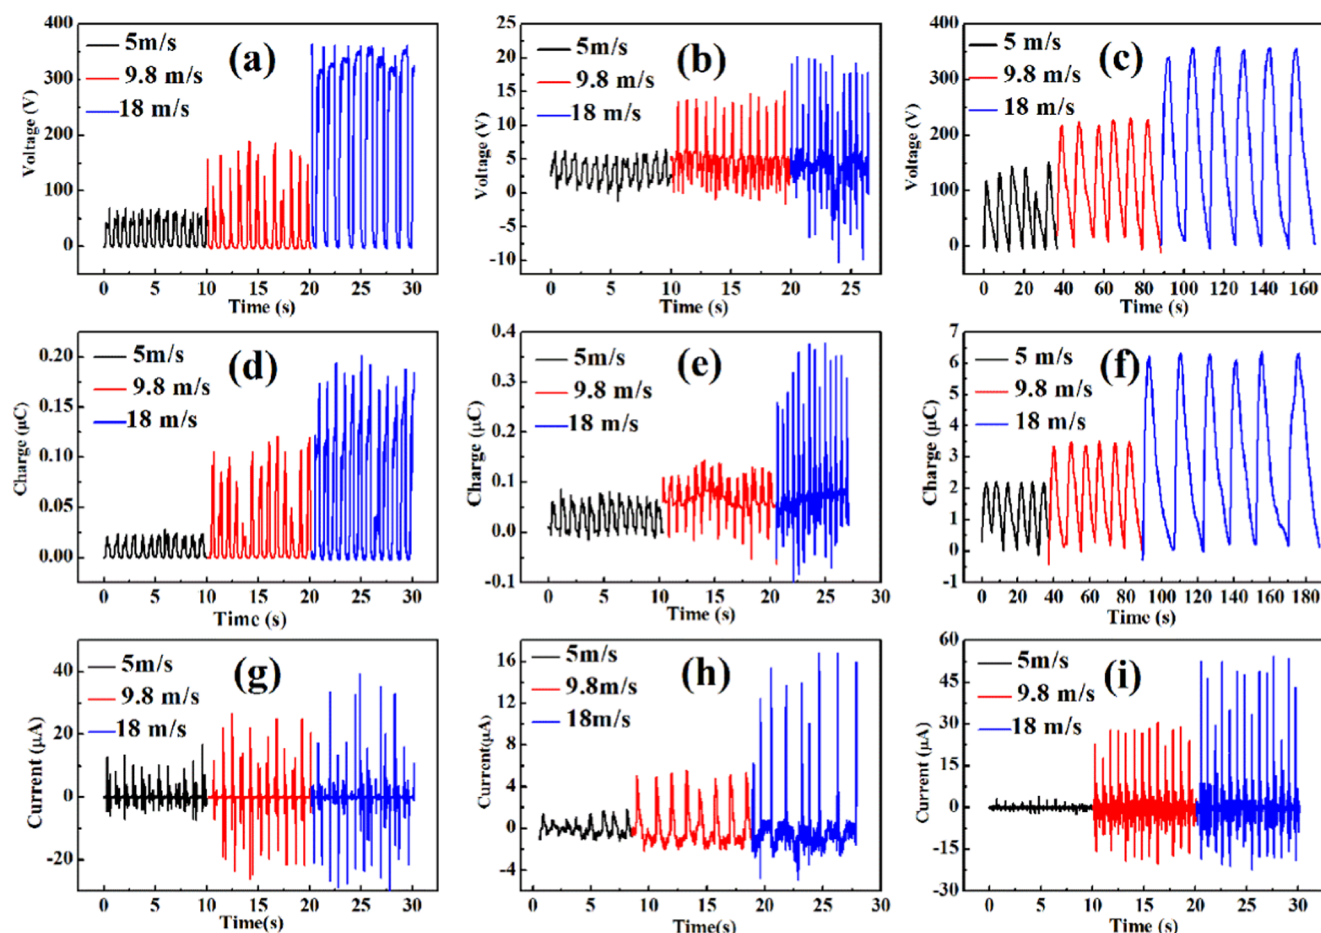 400
300
200
100
0
Voltage (V)
5m/s
9.8 m/s
18 m/s
(a)
0 5 10 15 20 25 30
Time (s)
25
20
15
10
5
0
-5
-10
Voltage (V)
5m/s
9.5 m/s
18 m/s
(b)
0 5 10 15 20 25
Time (s)
400
300
200
100
0
Voltage (V)
5 m/s
9.8 m/s
18 m/s
(c)
0 20 40 60 80 100 120 140 160
Time (s)
0.20
0.15
0.10
0.05
0.00
Charge (μC)
5m/s
9.8 m/s
18 m/s
(d)
0 5 10 15 20 25 30
Time (s)
0.4
0.3
0.2
0.1
0.0
-0.1
Charge (μC)
5m/s
9.8 m/s
18 m/s
(e)
0 5 10 15 20 25 30
Time (s)
7
6
5
4
3
2
1
0
-1
Charge (μC)
5 m/s
9.8 m/s
18 m/s
(f)
0 20 40 60 80 100 120 140 160 180
Time (s)
40
20
0
-20
Current (μA)
5m/s
9.8 m/s
18 m/s
(g)
0 5 10 15 20 25 30
Time(s)
16
12
8
4
0
-4
Current(μA)
5m/s
9.8m/s
18m/s
(h)
0 5 10 15 20 25 30
Time(s)
60
45
30
15
0
-15
-30
Current (μA)
5m/s
9.8 m/s
18 m/s
(i)
0 5 10 15 20 25 30
Time (s)